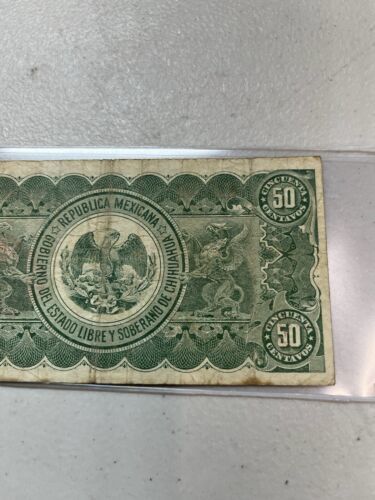 REPUBLICA MEXICANA
GOBIERNO DEL ESTADO LIBRE Y SOBERANO DE CHIHUAHUA
CINCUENTA
50
CENTAVOS
CINCUENTA
50
CENTAVOS